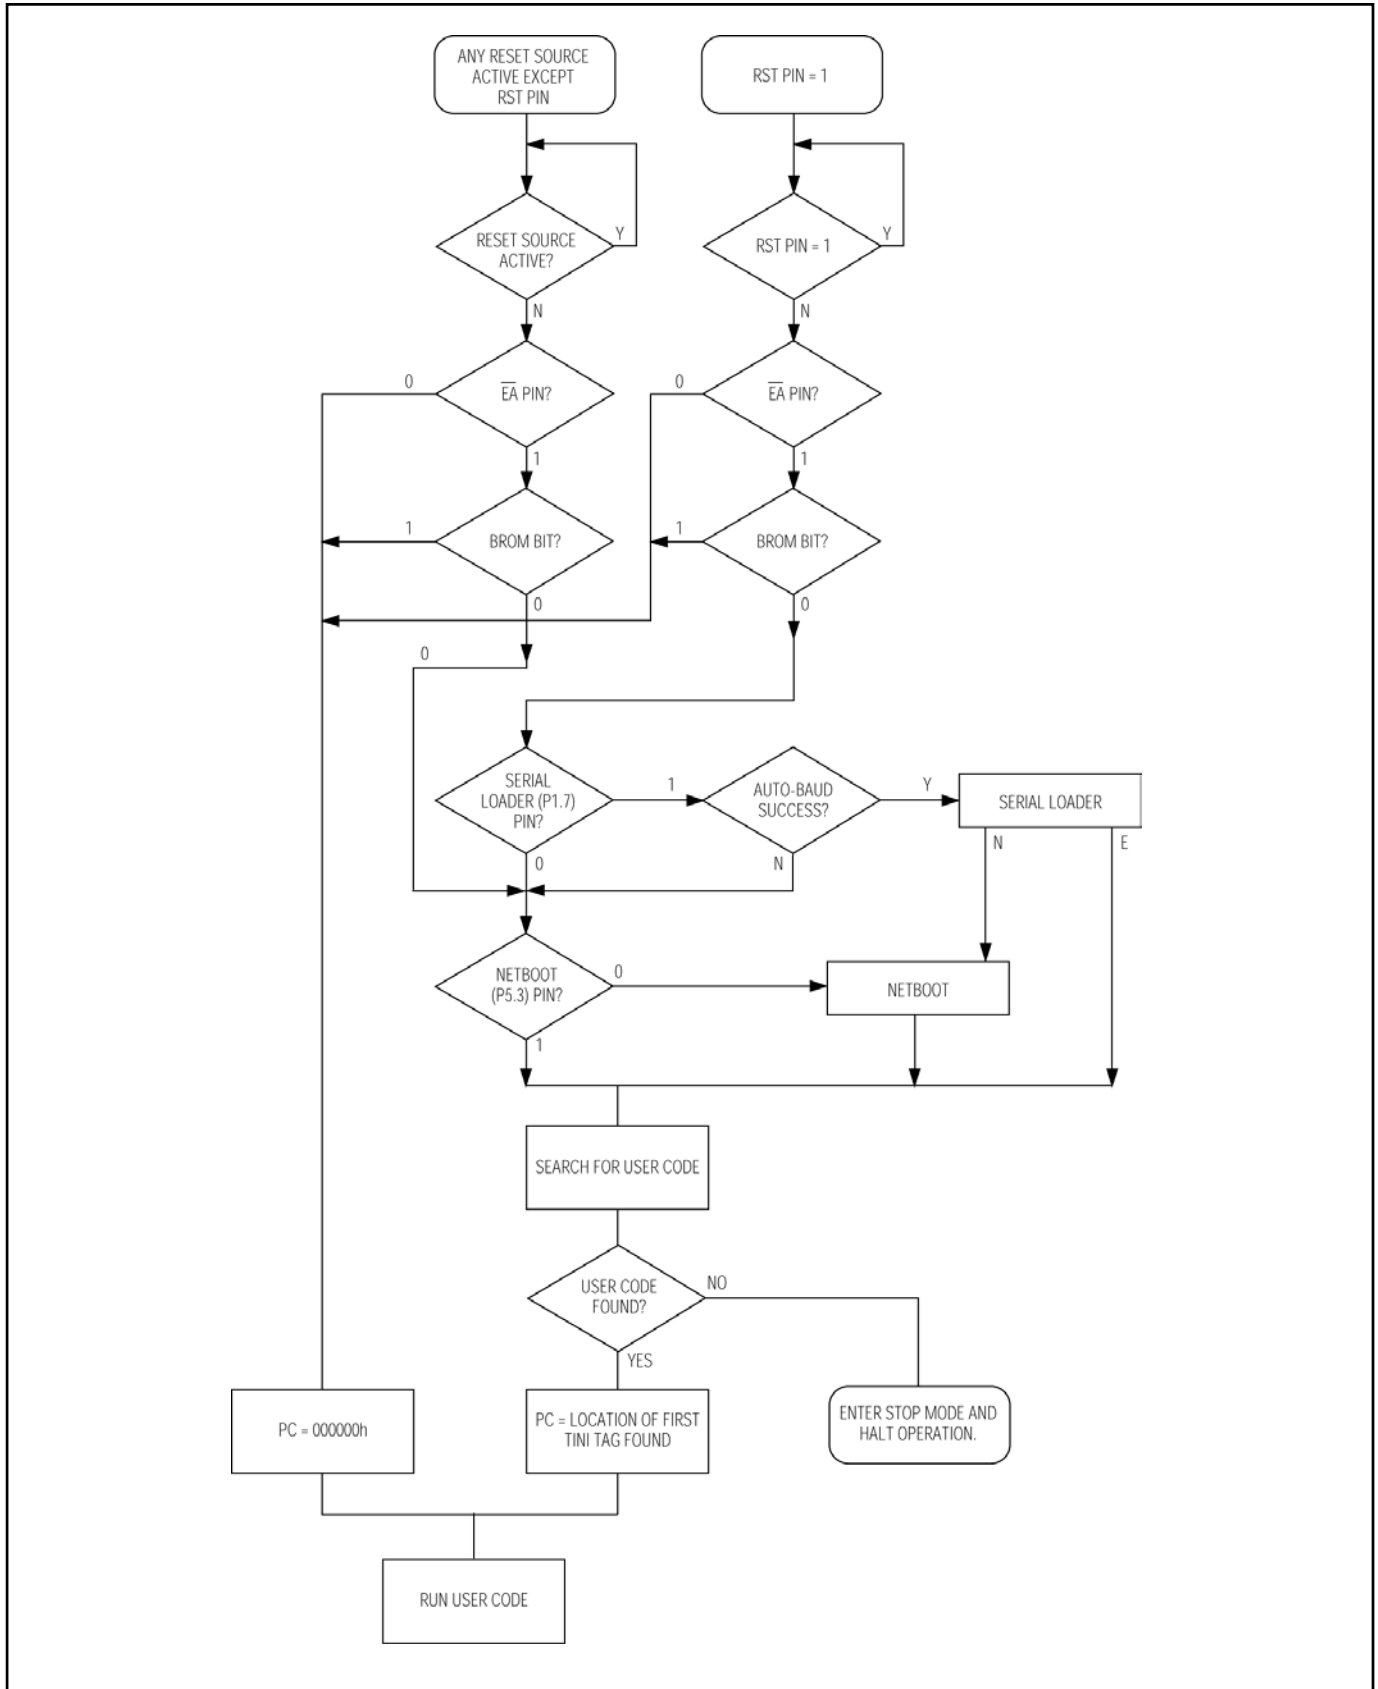 ANY RESET SOURCE
ACTIVE EXCEPT
RST PIN
RST PIN = 1
RESET SOURCE
ACTIVE?
Y
RST PIN = 1
Y
N
N
0
EA PIN?
0
EA PIN?
1
1
1
BROM BIT?
1
BROM BIT?
0
0
0
SERIAL
LOADER (P1.7)
PIN?
1
AUTO-BAUD
SUCCESS?
Y
SERIAL LOADER
0
N
N
E
NETBOOT
(P5.3) PIN?
0
NETBOOT
1
SEARCH FOR USER CODE
USER CODE
FOUND?
NO
YES
PC = 000000h
PC = LOCATION OF FIRST
TINI TAG FOUND
ENTER STOP MODE AND
HALT OPERATION.
RUN USER CODE